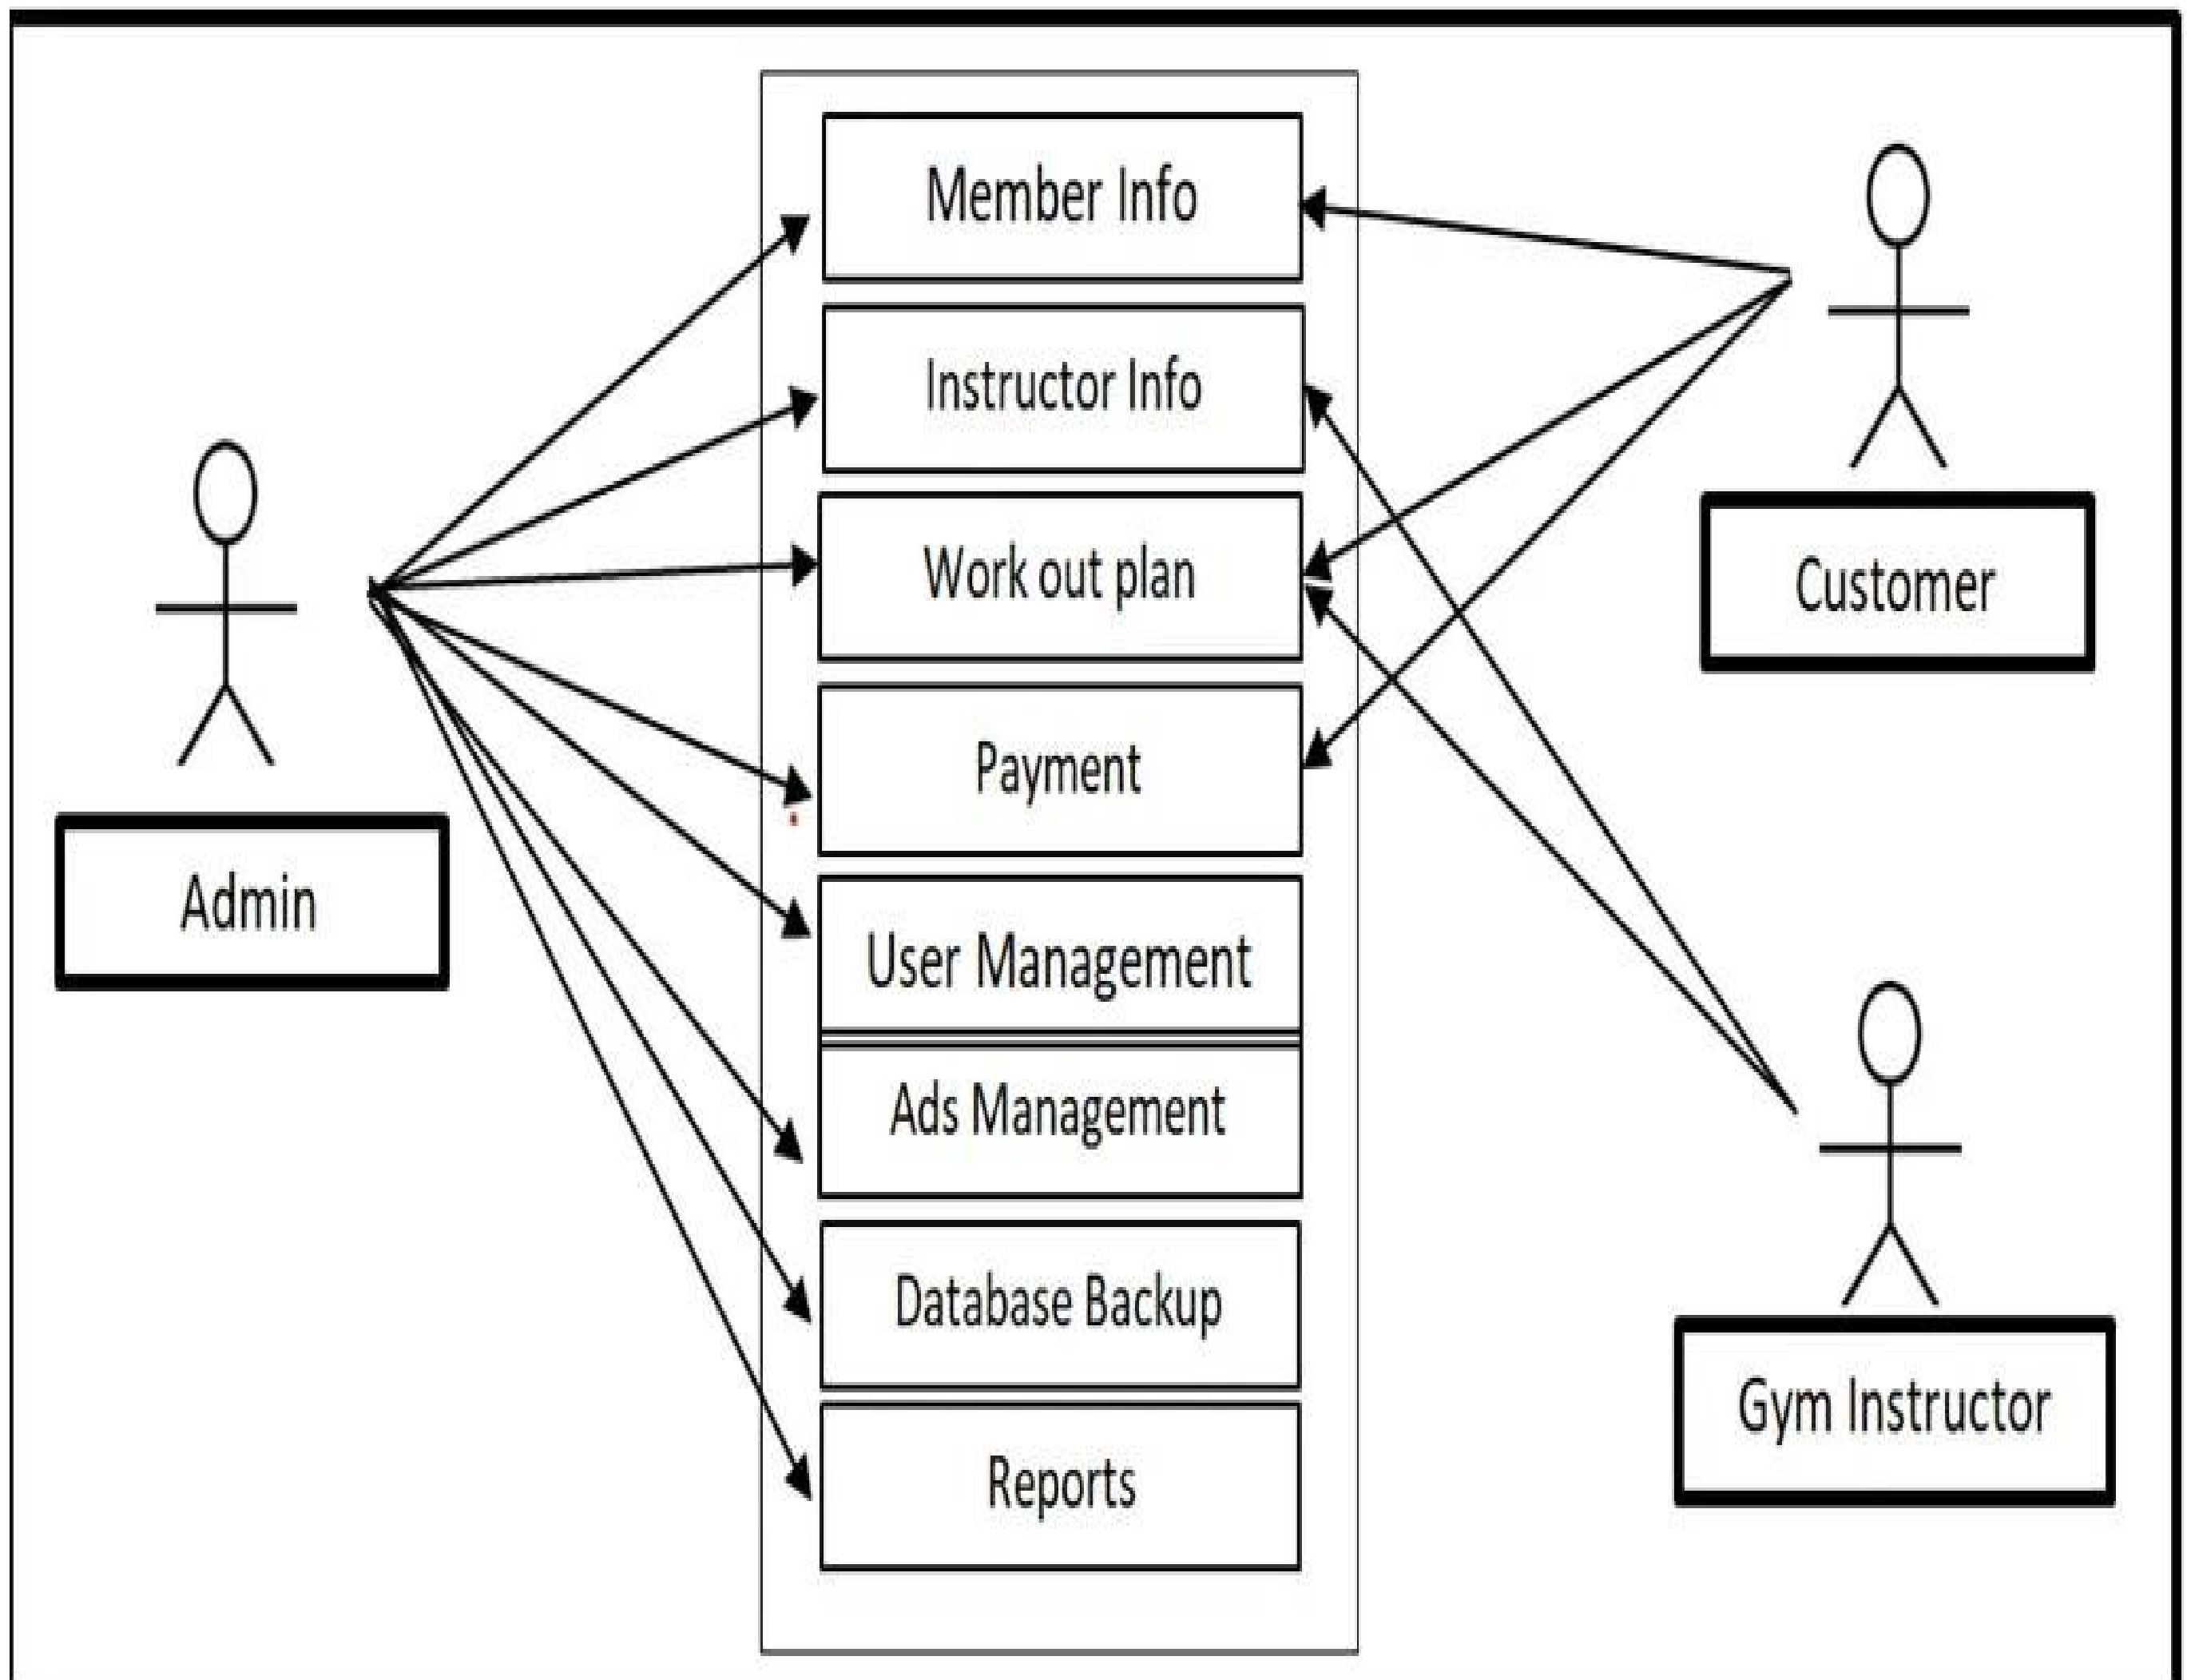 Member Info
Instructor Info
Work out plan
Payment
User Management
Ads Management
Database Backup
Reports
Admin
Customer
Gym Instructor